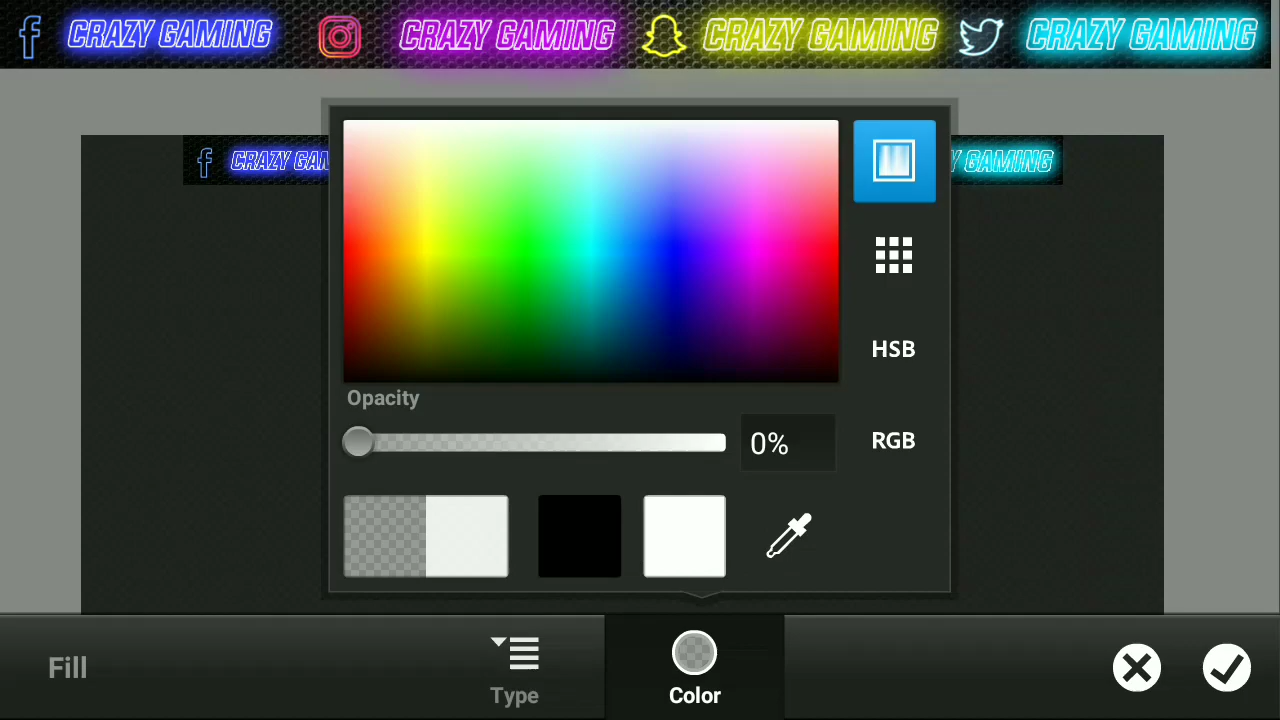 CRAZY GAMING CRAZY GAMING CRAZY GAMING CRAZY GAMING
CRAZY GAM Y GAMING
HSB
Opacity
0%
RGB
Fill
Type
Color